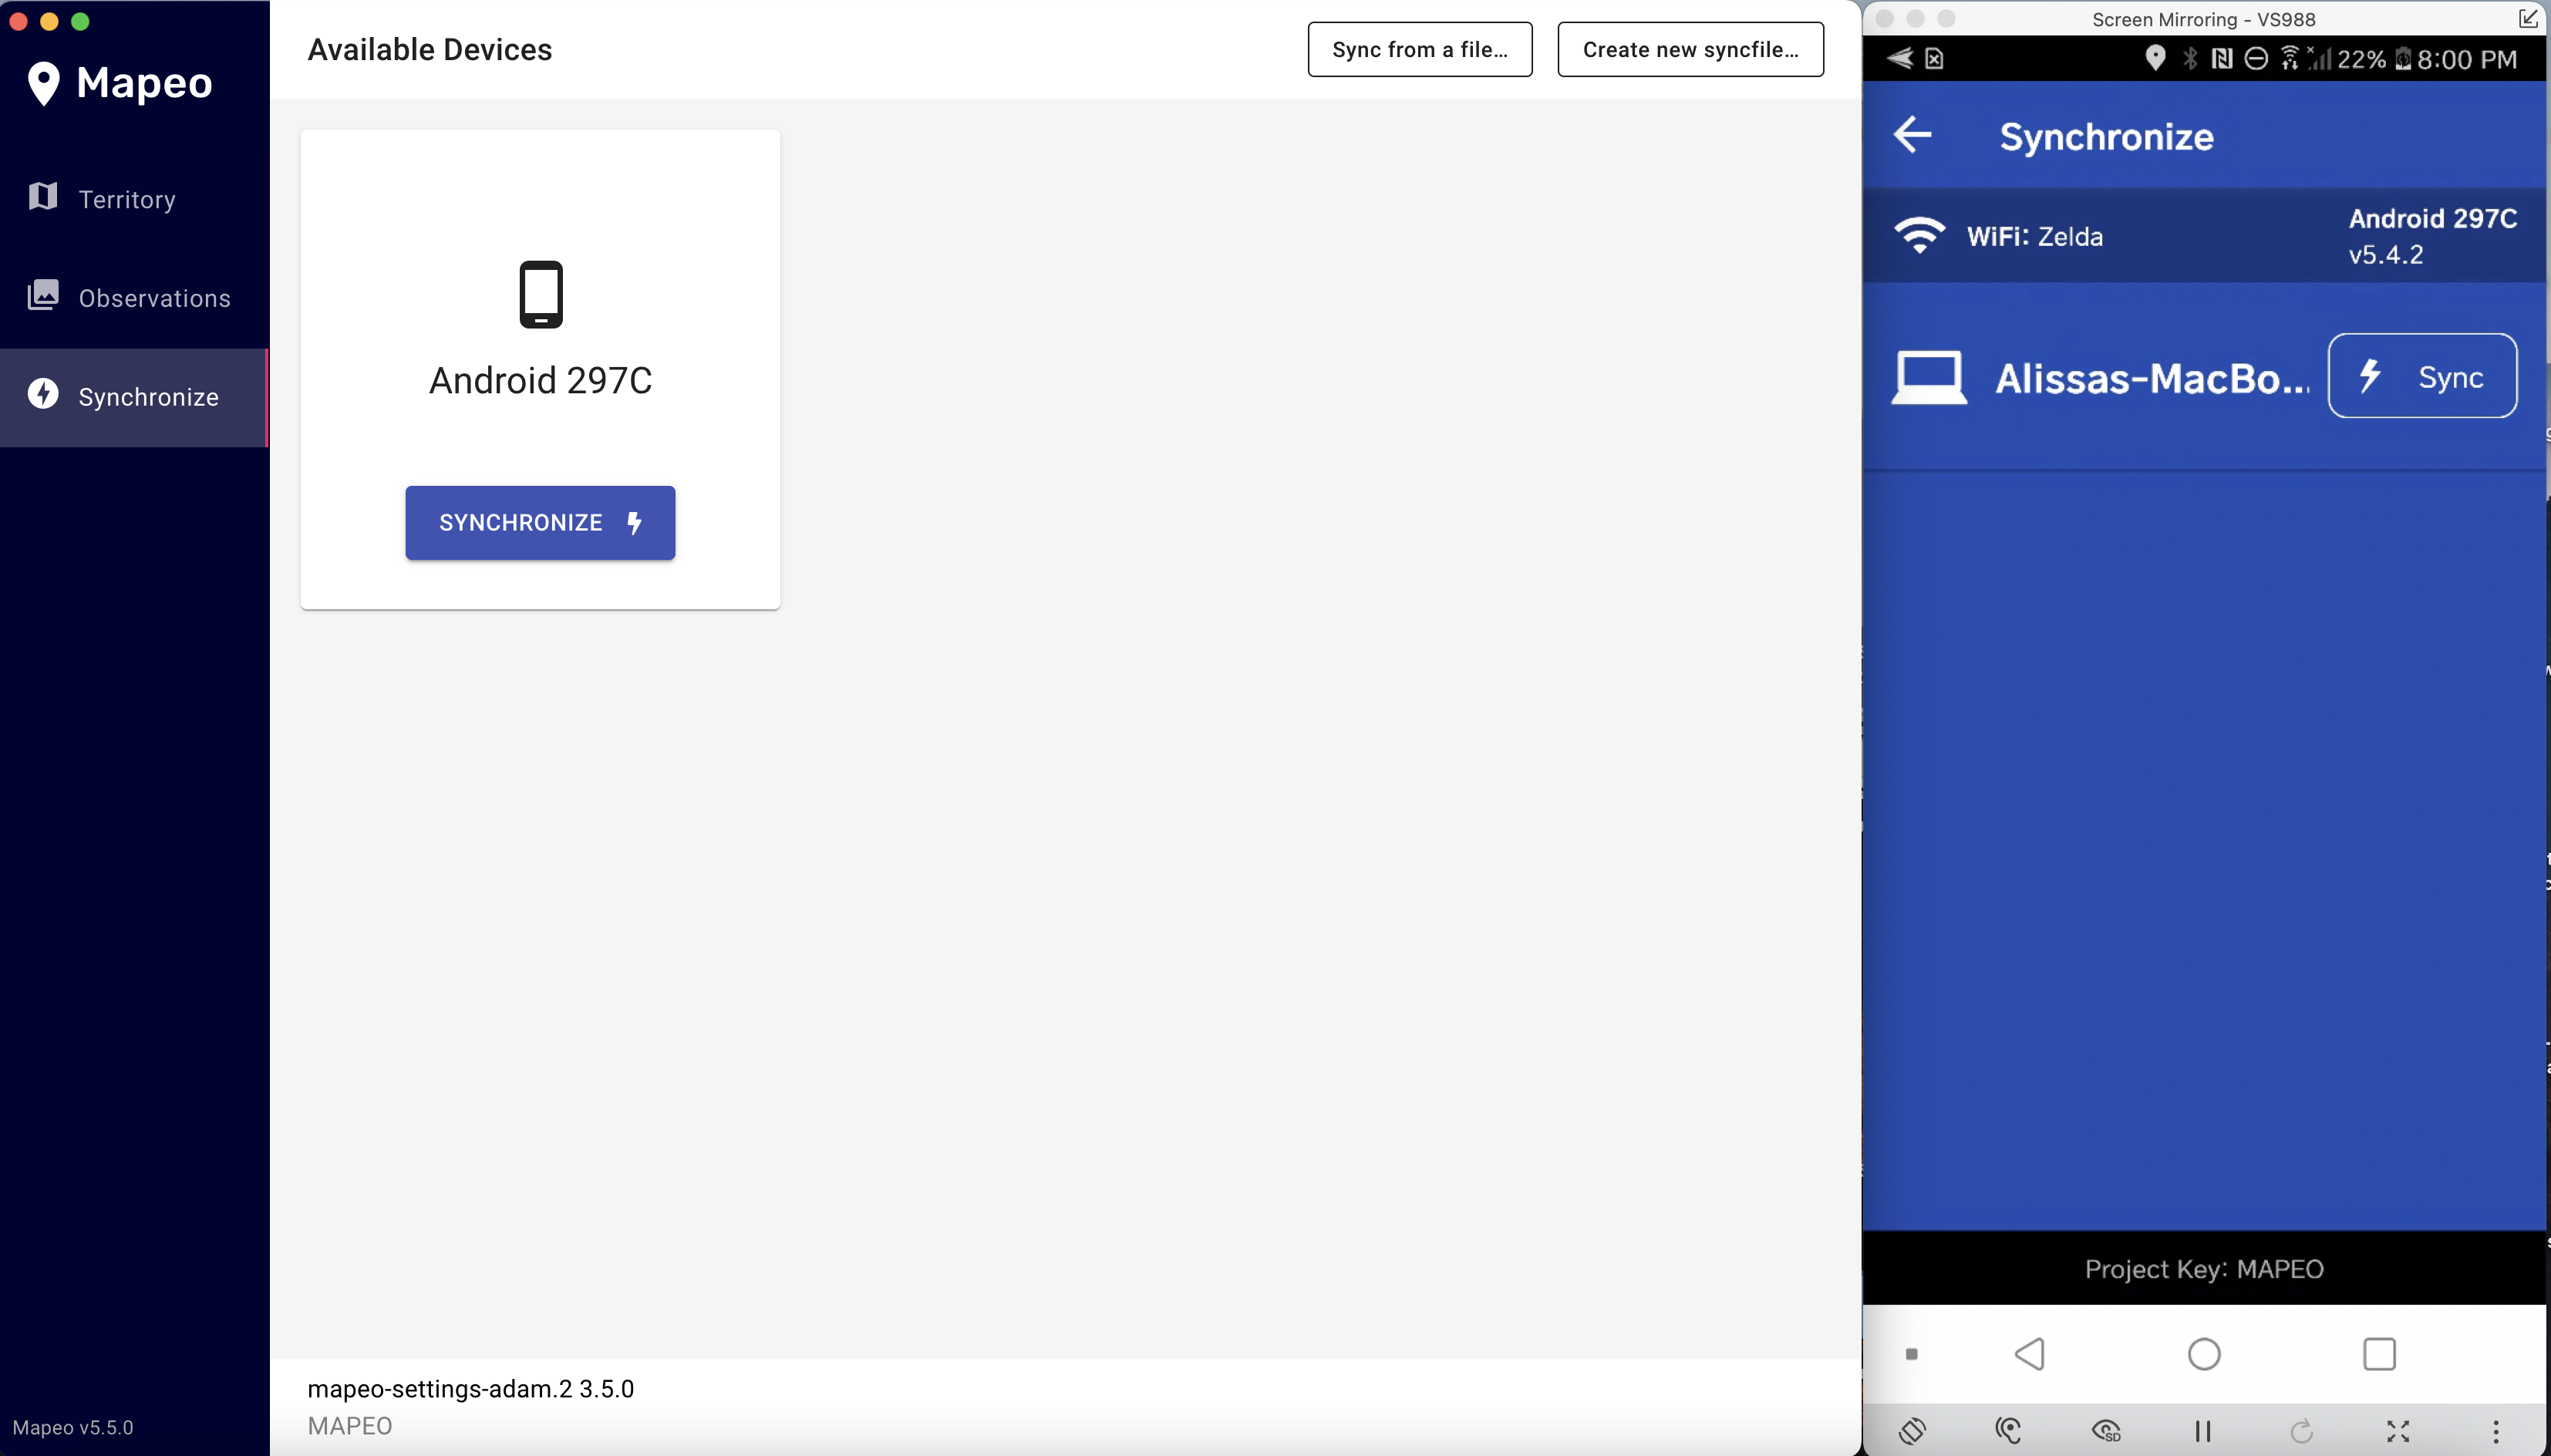 Mapeo
Territory
Observations
Synchronize
Mapeo v5.5.0
Available Devices
Sync from a file...
Create new syncfile...
Android 297C
SYNCHRONIZE
mapeo-settings-adam.2 3.5.0
MAPEO
Screen Mirroring - VS988
22% 8:00 PM
Synchronize
WiFi: Zelda
Android 297C
v5.4.2
Alissas-MacBo...
Sync
Project Key: MAPEO
SD